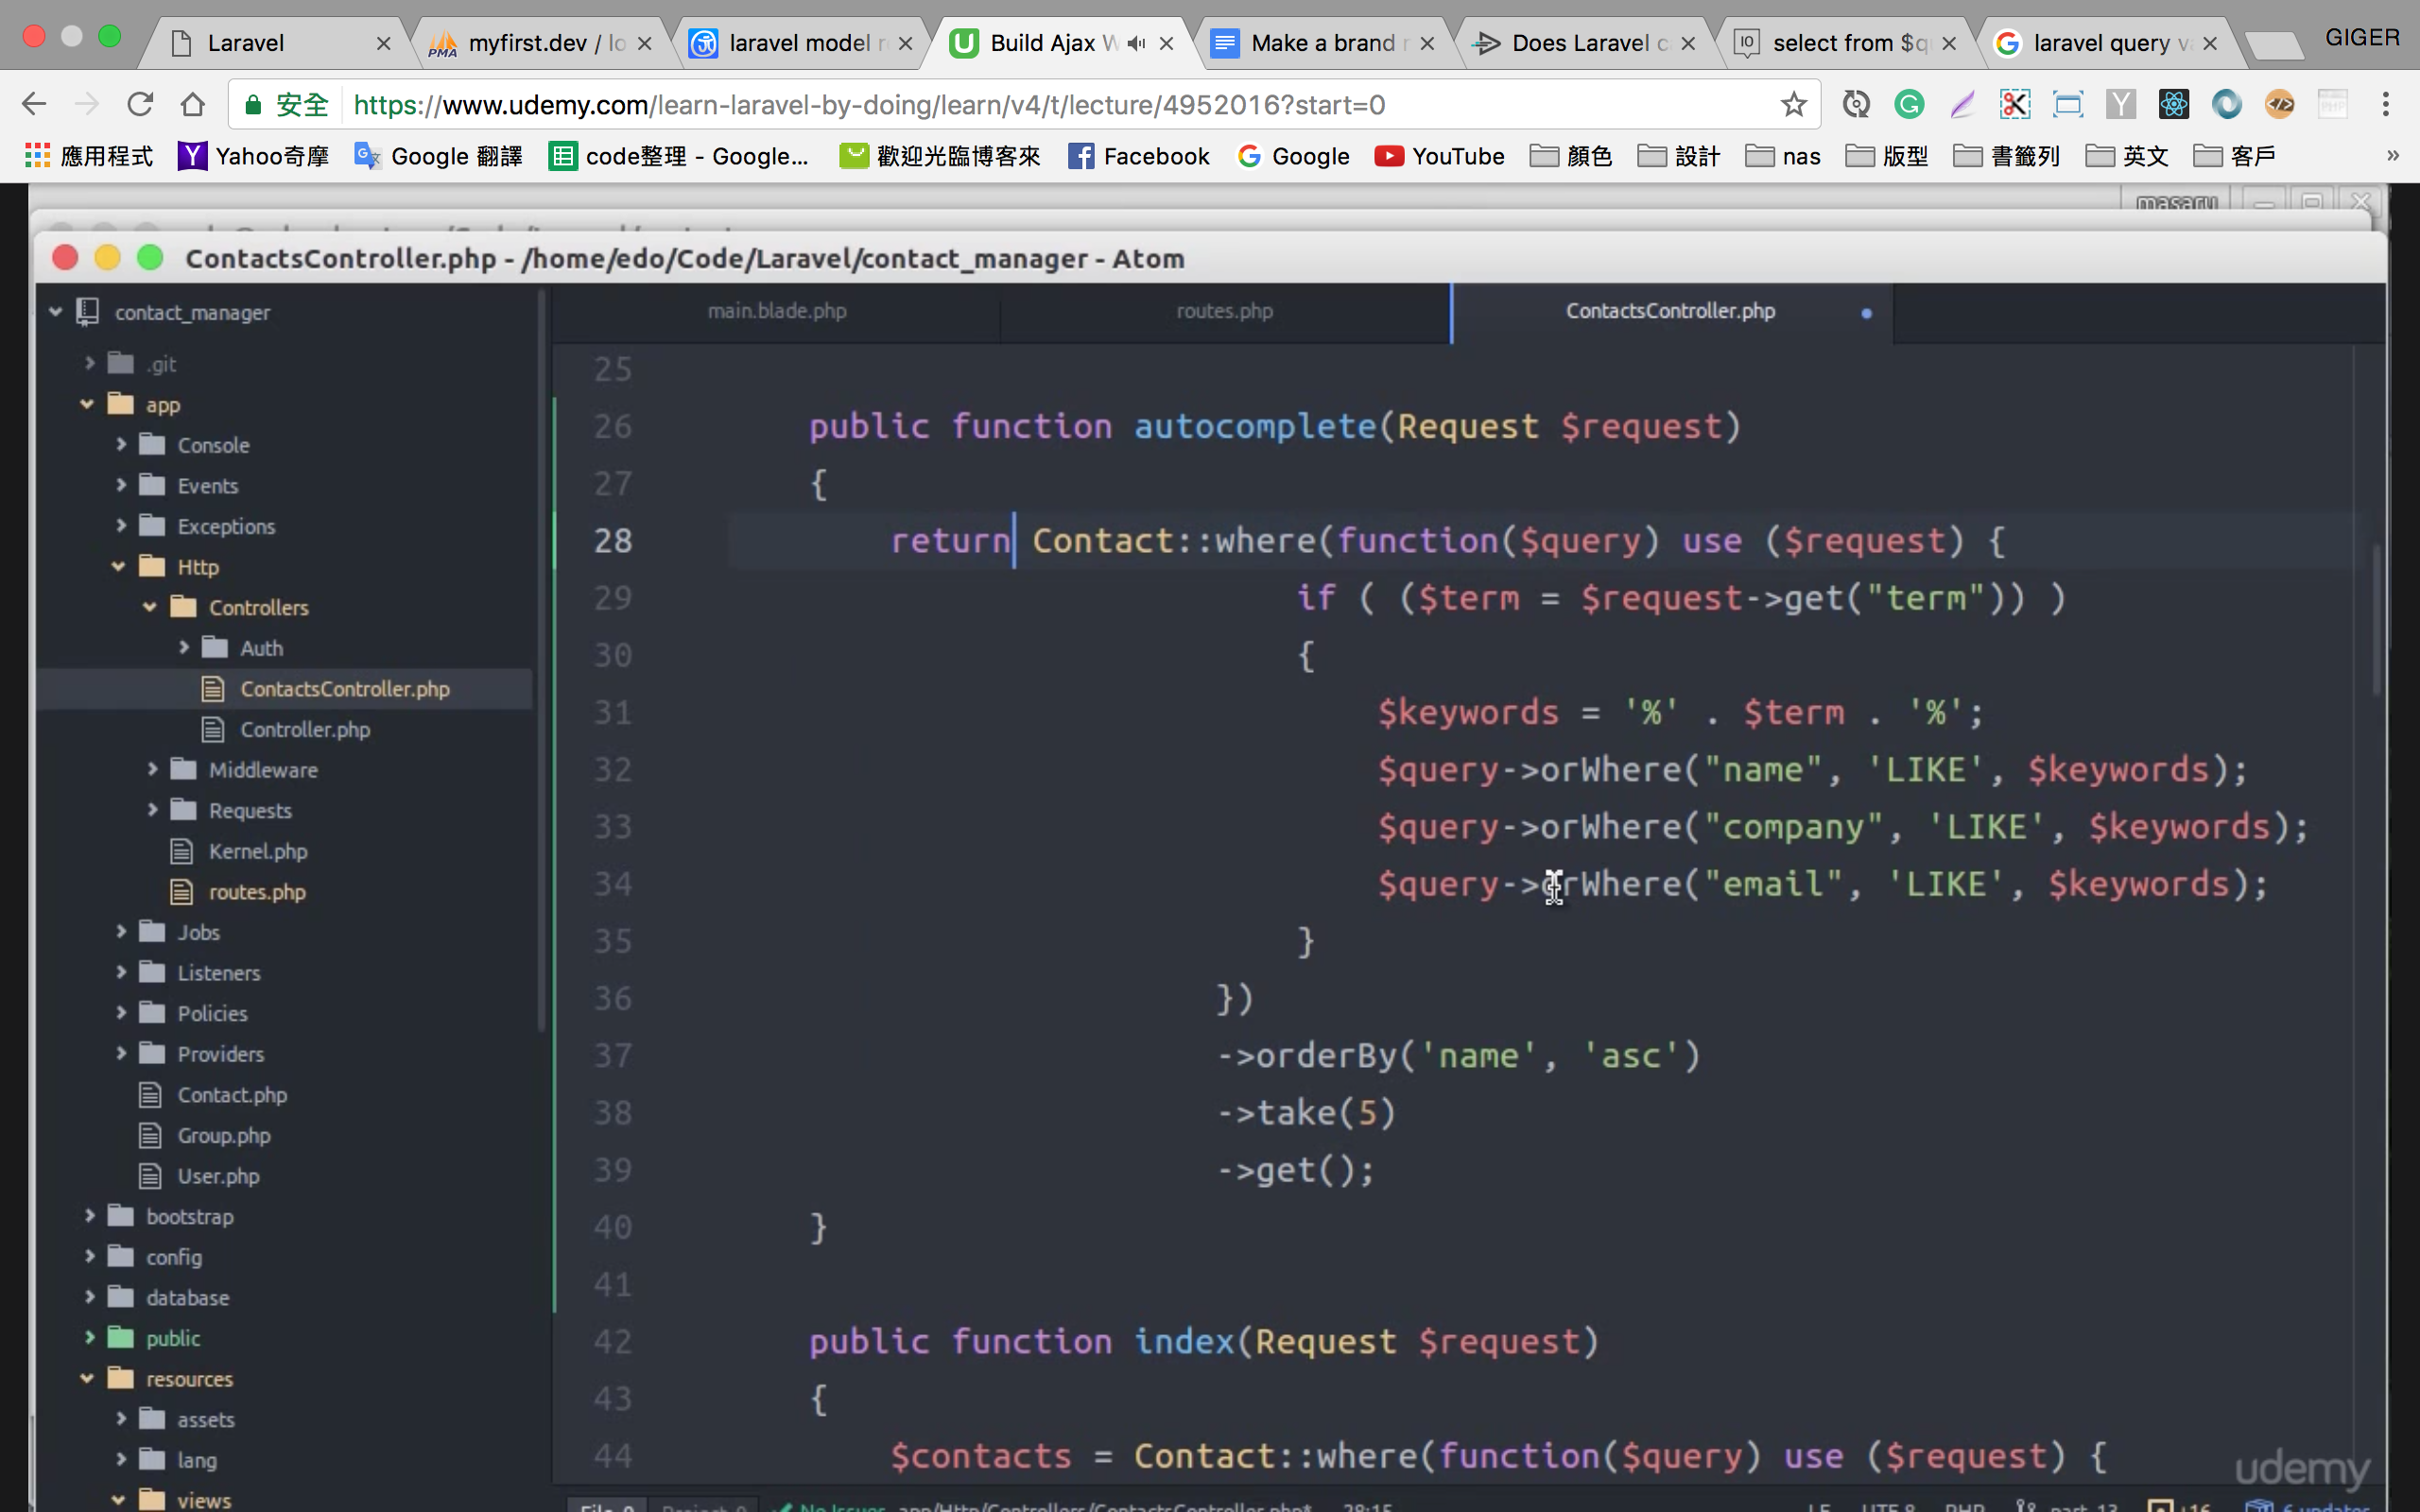 Laravel
myfirst.dev / lo
laravel model r
Build Ajax W
Make a brand r
Does Laravel c
select from $q
laravel query v
GIGER
安全 https://www.udemy.com/learn-laravel-by-doing/learn/v4/t/lecture/4952016?start=0
應用程式 Yahoo奇摩 Google 翻譯 code整理 - Google... 歡迎光臨博客來 Facebook Google YouTube 顏色 設計 nas 版型 書籤列 英文 客戶 »
ContactsController.php - /home/edo/Code/Laravel/contact_manager - Atom
contact_manager
.git
app
Console
Events
Exceptions
Http
Controllers
Auth
ContactsController.php
Controller.php
Middleware
Requests
Kernel.php
routes.php
Jobs
Listeners
Policies
Providers
Contact.php
Group.php
User.php
bootstrap
config
database
public
resources
assets
lang
views
main.blade.php
routes.php
ContactsController.php
25
26 public function autocomplete(Request $request)
27 {
28 return Contact::where(function($query) use ($request) {
29 if ( ($term = $request->get("term")) )
30 {
31 $keywords = '%' . $term . '%';
32 $query->orWhere("name", 'LIKE', $keywords);
33 $query->orWhere("company", 'LIKE', $keywords);
34 $query->orWhere("email", 'LIKE', $keywords);
35 }
36 })
37 ->orderBy('name', 'asc')
38 ->take(5)
39 ->get();
40 }
41
42 public function index(Request $request)
43 {
44 $contacts = Contact::where(function($query) use ($request) {
udemy
File 0 Project 0 No Issues app/Http/Controllers/ContactsController.php* 28:15 LF UTF-8 PHP part-13 +16 6 updates